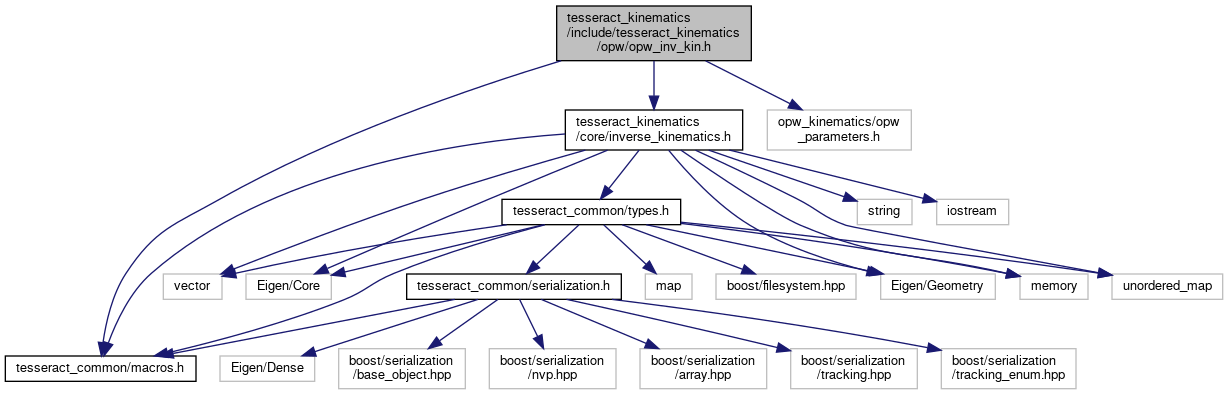 tesseract_kinematics
/include/tesseract_kinematics
/opw/opw_inv_kin.h
tesseract_kinematics
/core/inverse_kinematics.h
opw_kinematics/opw
_parameters.h
tesseract_common/types.h
string
iostream
vector
Eigen/Core
tesseract_common/serialization.h
map
boost/filesystem.hpp
Eigen/Geometry
memory
unordered_map
tesseract_common/macros.h
Eigen/Dense
boost/serialization
/base_object.hpp
boost/serialization
/nvp.hpp
boost/serialization
/array.hpp
boost/serialization
/tracking.hpp
boost/serialization
/tracking_enum.hpp